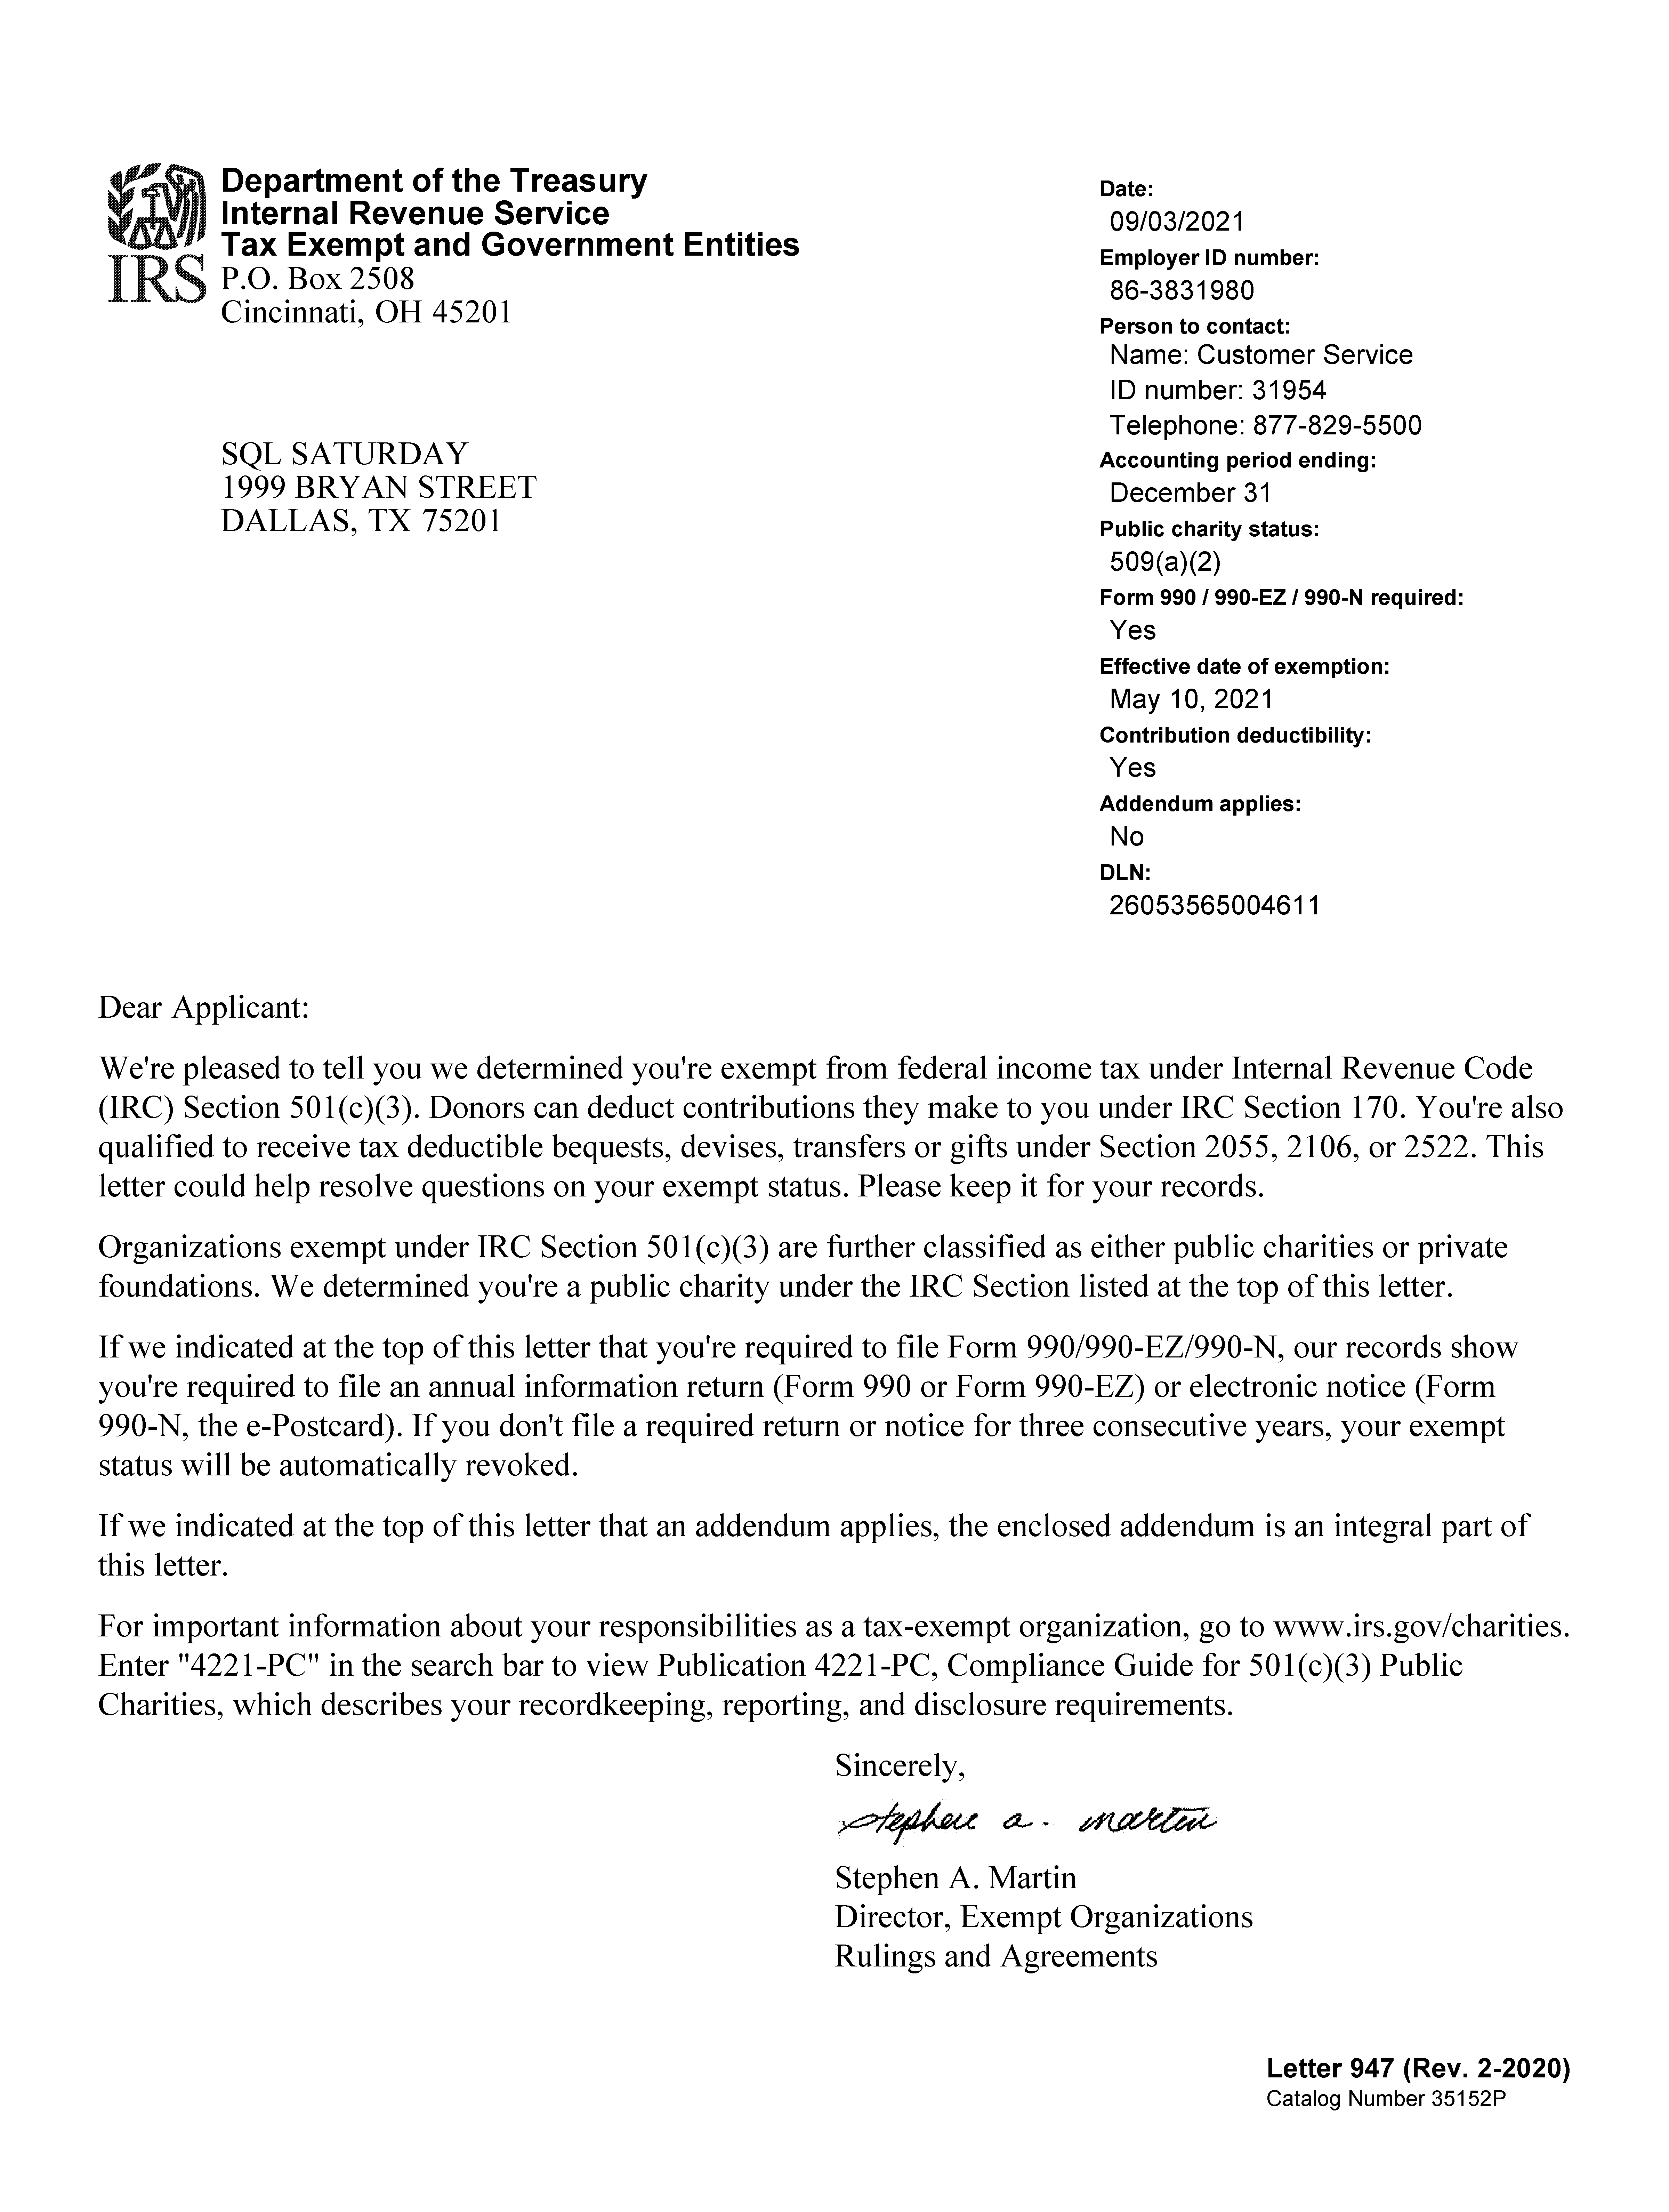 Department of the Treasury
Internal Revenue Service
Tax Exempt and Government Entities
IRS
P.O. Box 2508
Cincinnati, OH 45201
SQL SATURDAY
1999 BRYAN STREET
DALLAS, TX 75201
Date:
09/03/2021
Employer ID number:
86-3831980
Person to contact:
Name: Customer Service
ID number: 31954
Telephone: 877-829-5500
Accounting period ending:
December 31
Public charity status:
509(a)(2)
Form 990 / 990-EZ / 990-N required:
Yes
Effective date of exemption:
May 10, 2021
Contribution deductibility:
Yes
Addendum applies:
No
DLN:
26053565004611
Dear Applicant:
We're pleased to tell you we determined you're exempt from federal income tax under Internal Revenue Code
(IRC) Section 501(c)(3). Donors can deduct contributions they make to you under IRC Section 170. You're also
qualified to receive tax deductible bequests, devises, transfers or gifts under Section 2055, 2106, or 2522. This
letter could help resolve questions on your exempt status. Please keep it for your records.
Organizations exempt under IRC Section 501(c)(3) are further classified as either public charities or private
foundations. We determined you're a public charity under the IRC Section listed at the top of this letter.
If we indicated at the top of this letter that you're required to file Form 990/990-EZ/990-N, our records show
you're required to file an annual information return (Form 990 or Form 990-EZ) or electronic notice (Form
990-N, the e-Postcard). If you don't file a required return or notice for three consecutive years, your exempt
status will be automatically revoked.
If we indicated at the top of this letter that an addendum applies, the enclosed addendum is an integral part of
this letter.
For important information about your responsibilities as a tax-exempt organization, go to www.irs.gov/charities.
Enter "4221-PC" in the search bar to view Publication 4221-PC, Compliance Guide for 501(c)(3) Public
Charities, which describes your recordkeeping, reporting, and disclosure requirements.
Sincerely,
Stephen a. Martin
Stephen A. Martin
Director, Exempt Organizations
Rulings and Agreements
Letter 947 (Rev. 2-2020)
Catalog Number 35152P